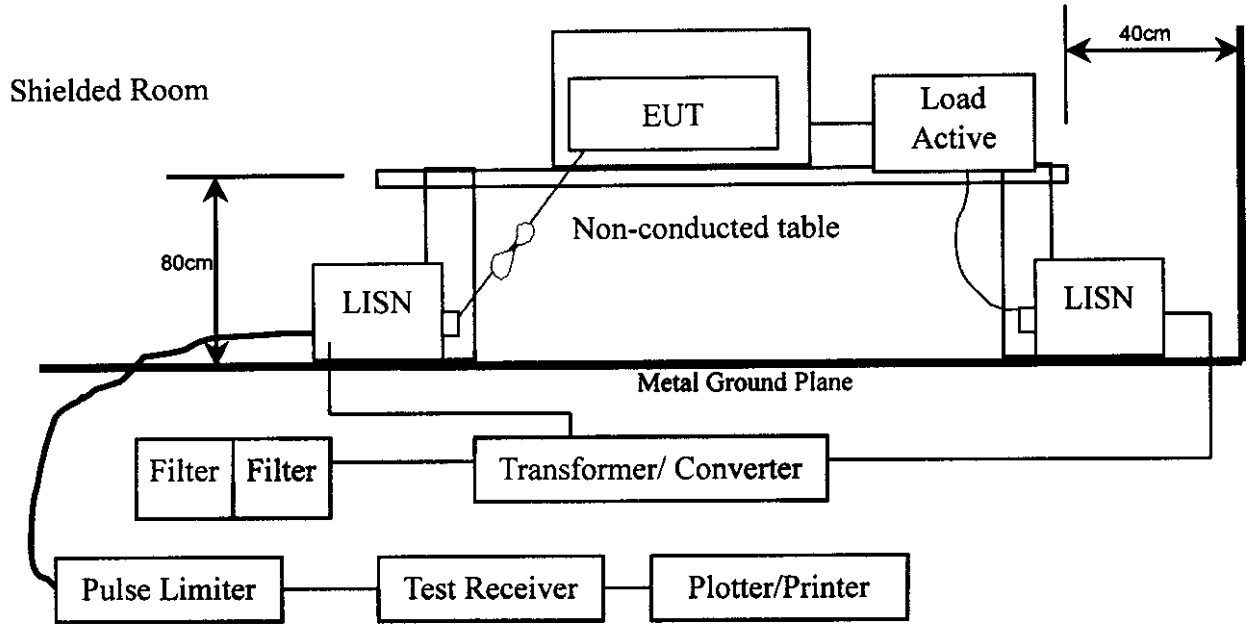 40cm
Shielded Room
EUT
Load
Active
Non-conducted table
80cm
LISN
LISN
Metal Ground Plane
Filter
Filter
Transformer/ Converter
Pulse Limiter
Test Receiver
Plotter/Printer